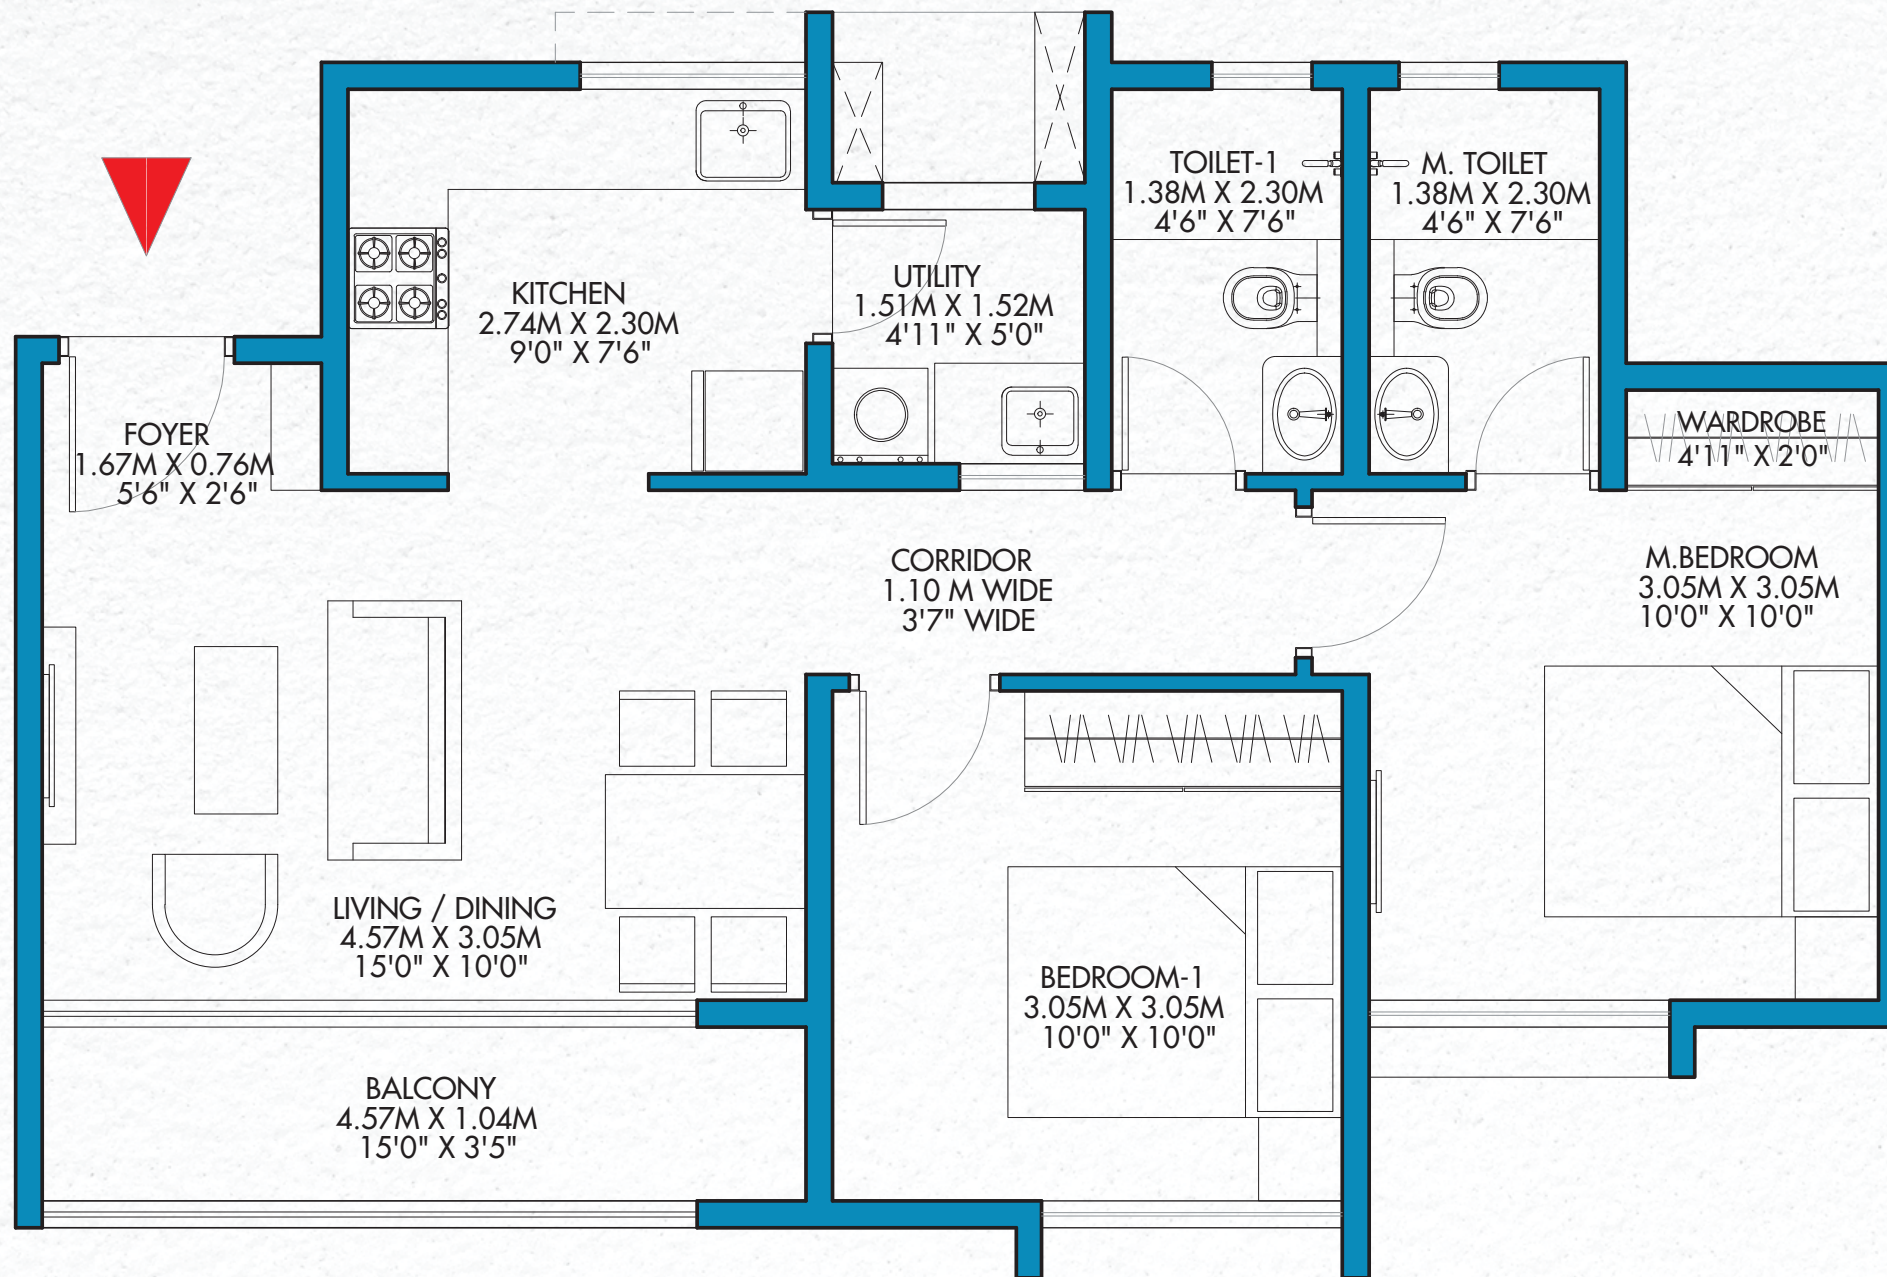 TOILET-1
1.38M X 2.30M
4'6" X 7'6"
M. TOILET
1.38M X 2.30M
4'6" X 7'6"
KITCHEN
2.74M X 2.30M
9'0" X 7'6"
UTILITY
1.51M X 1.52M
4'11" X 5'0"
FOYER
1.67M X 0.76M
5'6" X 2'6"
WARDROBE
4'11" X 2'0"
CORRIDOR
1.10 M WIDE
3'7" WIDE
M.BEDROOM
3.05M X 3.05M
10'0" X 10'0"
LIVING / DINING
4.57M X 3.05M
15'0" X 10'0"
BEDROOM-1
3.05M X 3.05M
10'0" X 10'0"
BALCONY
4.57M X 1.04M
15'0" X 3'5"